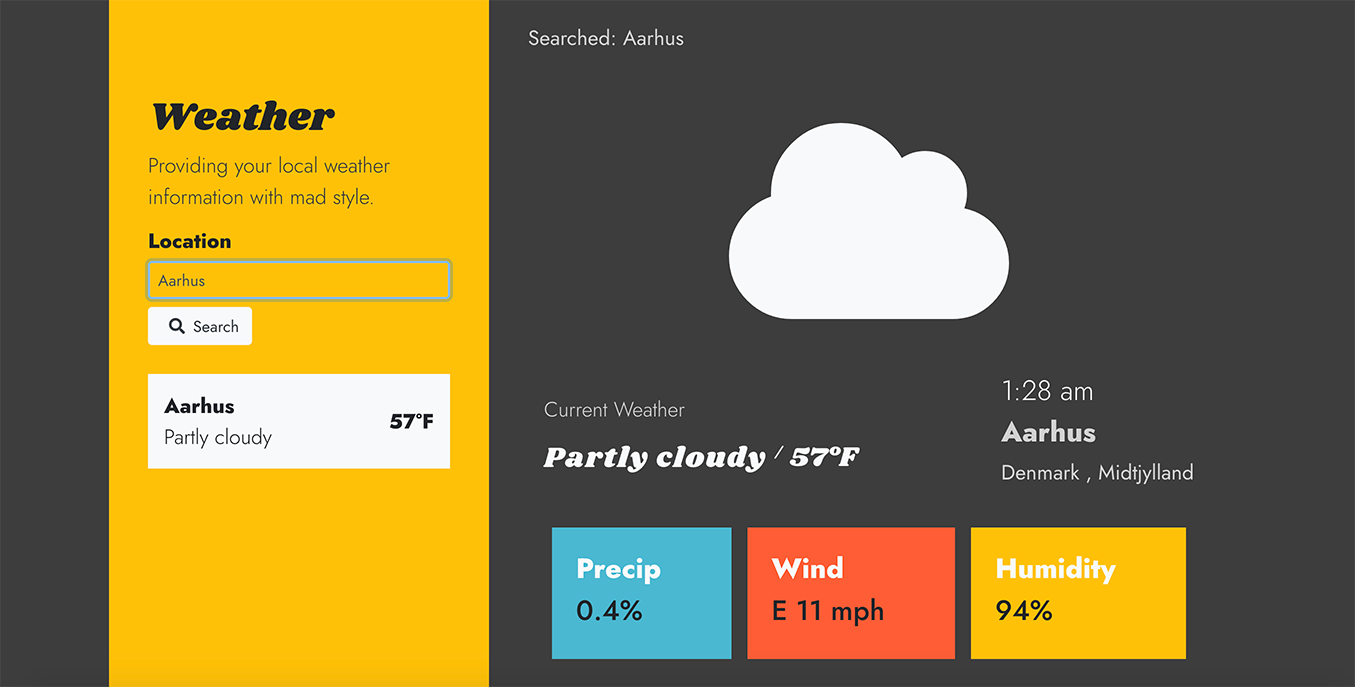 Weather
Providing your local weather
information with mad style.
Location
Aarhus
Search
Aarhus
Partly cloudy
57°F
Searched: Aarhus
Current Weather
Partly cloudy / 57°F
1:28 am
Aarhus
Denmark , Midtjylland
Precip
0.4%
Wind
E 11 mph
Humidity
94%